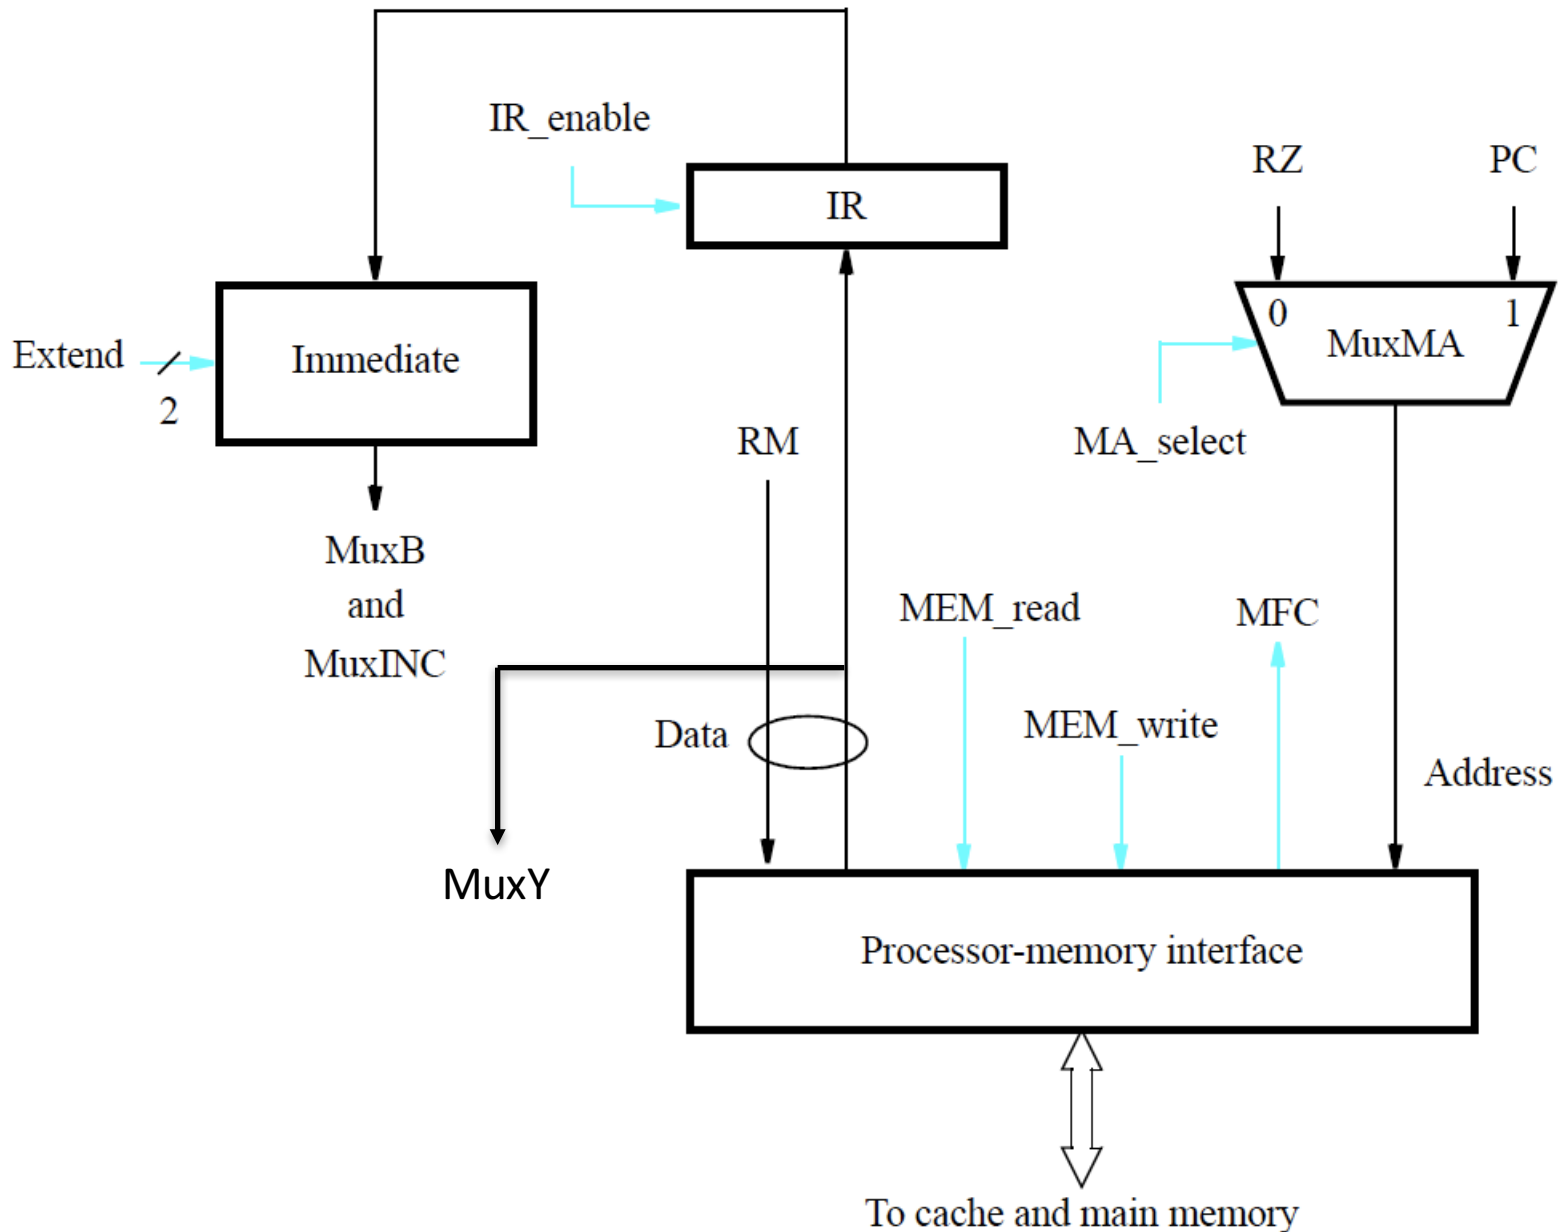 IR_enable
RZ
PC
IR
0
1
MuxMA
Extend
2
Immediate
RM
MA_select
MuxB
and
MuxINC
MEM_read
MFC
Data
MEM_write
Address
MuxY
Processor-memory interface
To cache and main memory